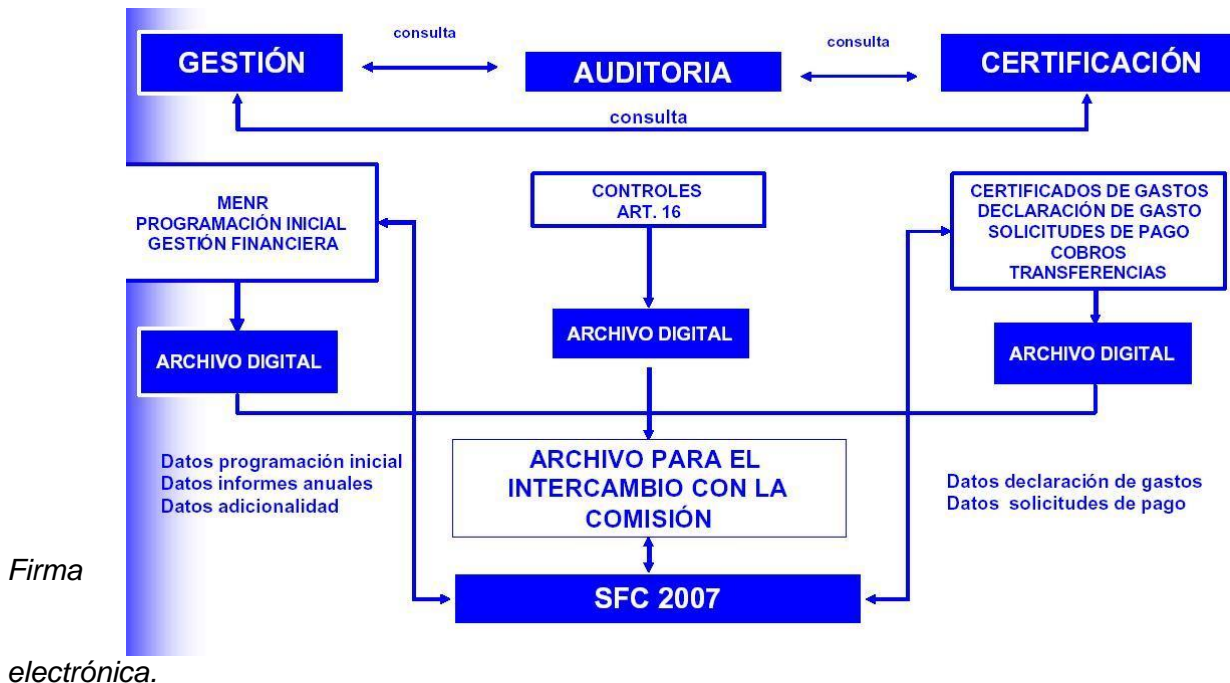 consulta
consulta
GESTIÓN
AUDITORIA
CERTIFICACIÓN
consulta
MENR
PROGRAMACIÓN INICIAL
GESTIÓN FINANCIERA
CONTROLES
ART. 16
CERTIFICADOS DE GASTOS
DECLARACIÓN DE GASTO
SOLICITUDES DE PAGO
COBROS
TRANSFERENCIAS
ARCHIVO DIGITAL
ARCHIVO DIGITAL
ARCHIVO DIGITAL
Datos programación inicial
Datos informes anuales
Datos adicionalidad
ARCHIVO PARA EL
INTERCAMBIO CON LA
COMISIÓN
Datos declaración de gastos
Datos solicitudes de pago
SFC 2007
Firma
electrónica.